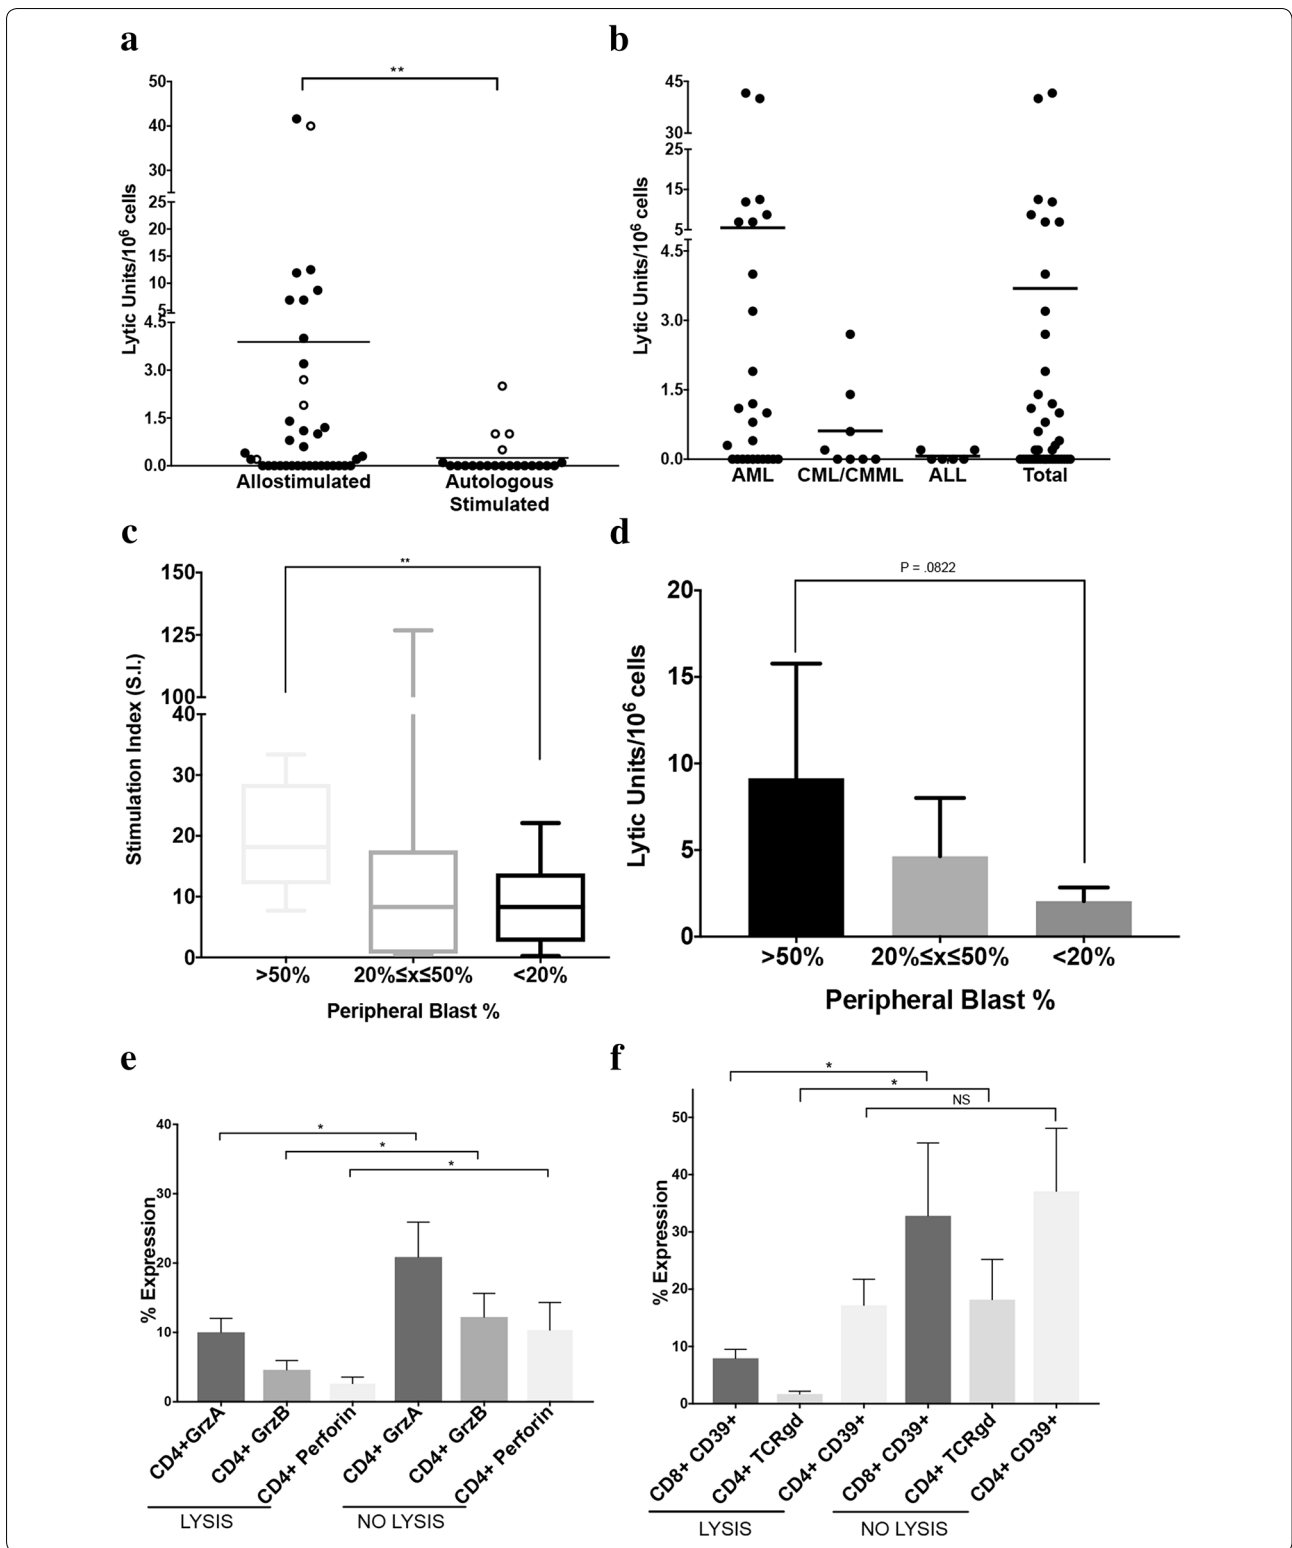 a
**
50
40
30
25
20
15
10
5
4.5
3.0
1.5
0.0
Lytic Units/10⁶ cells
Allostimulated
Autologous
Stimulated
b
45
30
25
15
5
4.5
3.0
1.5
0.0
Lytic Units/10⁶ cells
AML
CML/CMML
ALL
Total
c
**
150
125
100
40
30
20
10
0
Stimulation Index (S.I.)
>50%
20%≤x≤50%
<20%
Peripheral Blast %
d
P = .0822
20
15
10
5
0
Lytic Units/10⁶ cells
>50%
20%≤x≤50%
<20%
Peripheral Blast %
e
*
*
*
40
30
20
10
0
% Expression
CD4+GrzA
CD4+ GrzB
CD4+ Perforin
CD4+ GrzA
CD4+ GrzB
CD4+ Perforin
LYSIS
NO LYSIS
f
*
*
NS
50
40
30
20
10
0
% Expression
CD8+ CD39+
CD4+ TCRgd
CD4+ CD39+
CD8+ CD39+
CD4+ TCRgd
CD4+ CD39+
LYSIS
NO LYSIS